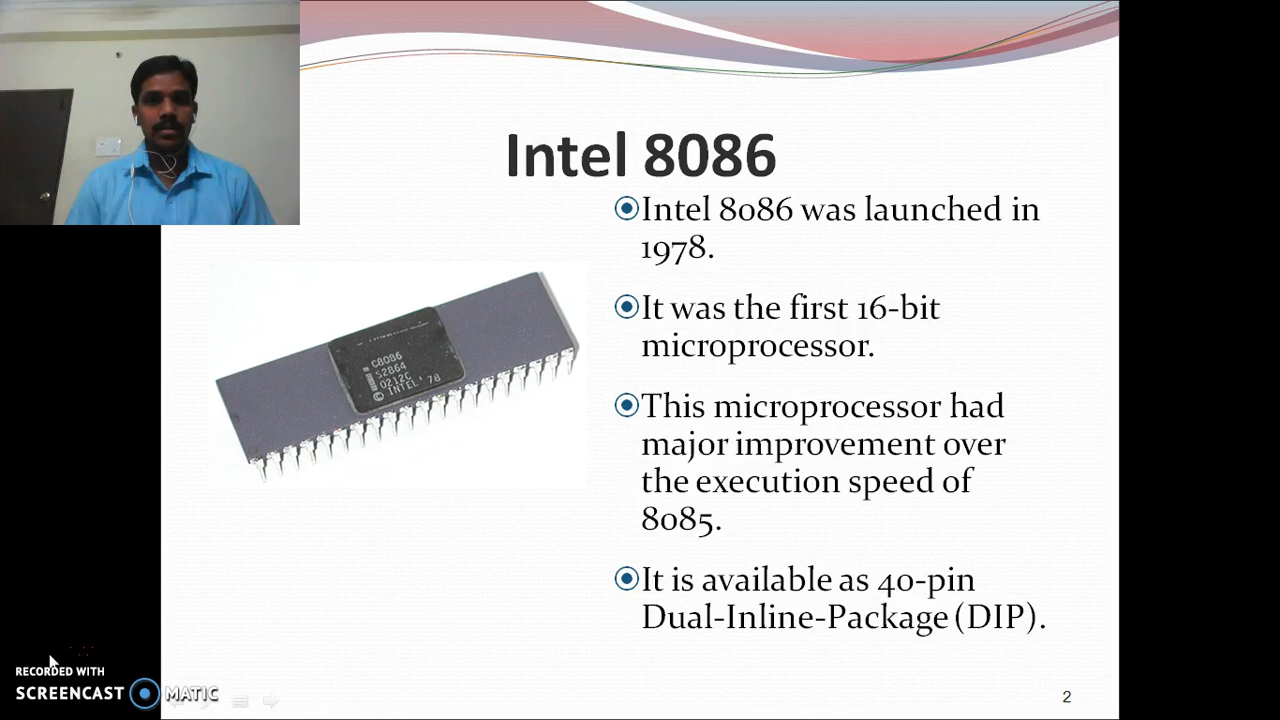 Intel 8086
Intel 8086 was launched in
1978.
It was the first 16-bit
microprocessor.
This microprocessor had
major improvement over
the execution speed of
8085.
It is available as 40-pin
Dual-Inline-Package (DIP).
C8086
S2864
0212C
© INTEL '78
RECORDED WITH
SCREENCAST MATIC
2